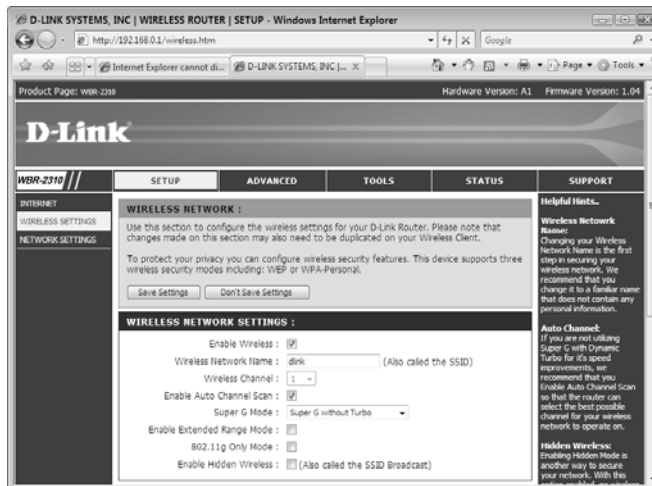 D-LINK SYSTEMS, INC | WIRELESS ROUTER | SETUP - Windows Internet Explorer
http://192.168.0.1/wireless.htm
Google
Internet Explorer cannot di...
D-LINK SYSTEMS, INC |...
Page
Tools
Product Page: WBR-2310
Hardware Version: A1
Firmware Version: 1.04
D-Link
WBR-2310
SETUP
ADVANCED
TOOLS
STATUS
SUPPORT
INTERNET
WIRELESS SETTINGS
NETWORK SETTINGS
WIRELESS NETWORK :
Use this section to configure the wireless settings for your D-Link Router. Please note that
changes made on this section may also need to be duplicated on your Wireless Client.
To protect your privacy you can configure wireless security features. This device supports three
wireless security modes including: WEP or WPA-Personal.
Save Settings
Don't Save Settings
WIRELESS NETWORK SETTINGS :
Enable Wireless :
Wireless Network Name : dlink (Also called the SSID)
Wireless Channel : 1
Enable Auto Channel Scan :
Super G Mode : Super G without Turbo
Enable Extended Range Mode :
802.11g Only Mode :
Enable Hidden Wireless : (Also called the SSID Broadcast)
Helpful Hints..
Wireless Netowrk
Name:
Changing your Wireless
Network Name is the first
step in securing your
wireless network. We
recommend that you
change it to a familiar name
that does not contain any
personal information.
Auto Channel:
If you are not utilizing
Super G with Dynamic
Turbo for it's speed
improvements, we
recommend that you
Enable Auto Channel Scan
so that the router can
select the best possible
channel for your wireless
network to operate on.
Hidden Wireless:
Enabling Hidden Mode is
another way to secure
your network. With this